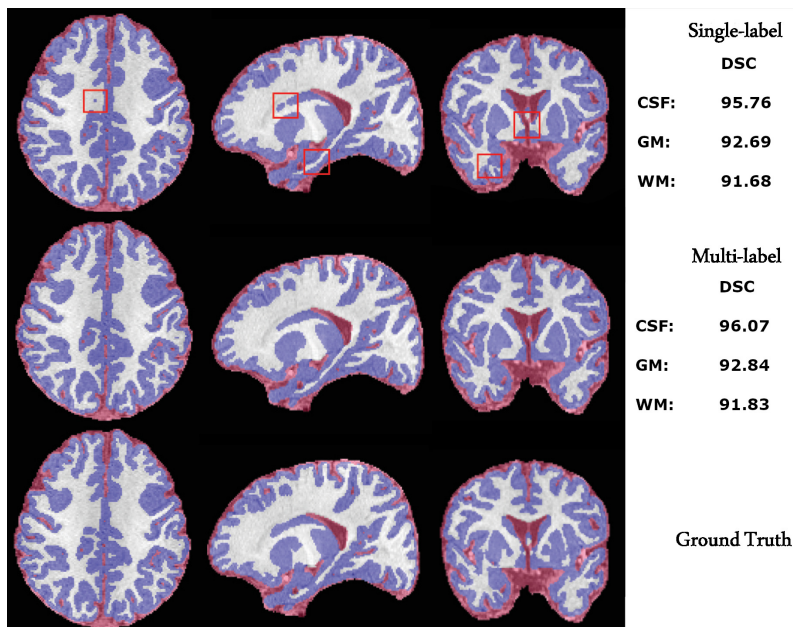 Single-label
DSC
CSF: 95.76
GM: 92.69
WM: 91.68
Multi-label
DSC
CSF: 96.07
GM: 92.84
WM: 91.83
Ground Truth